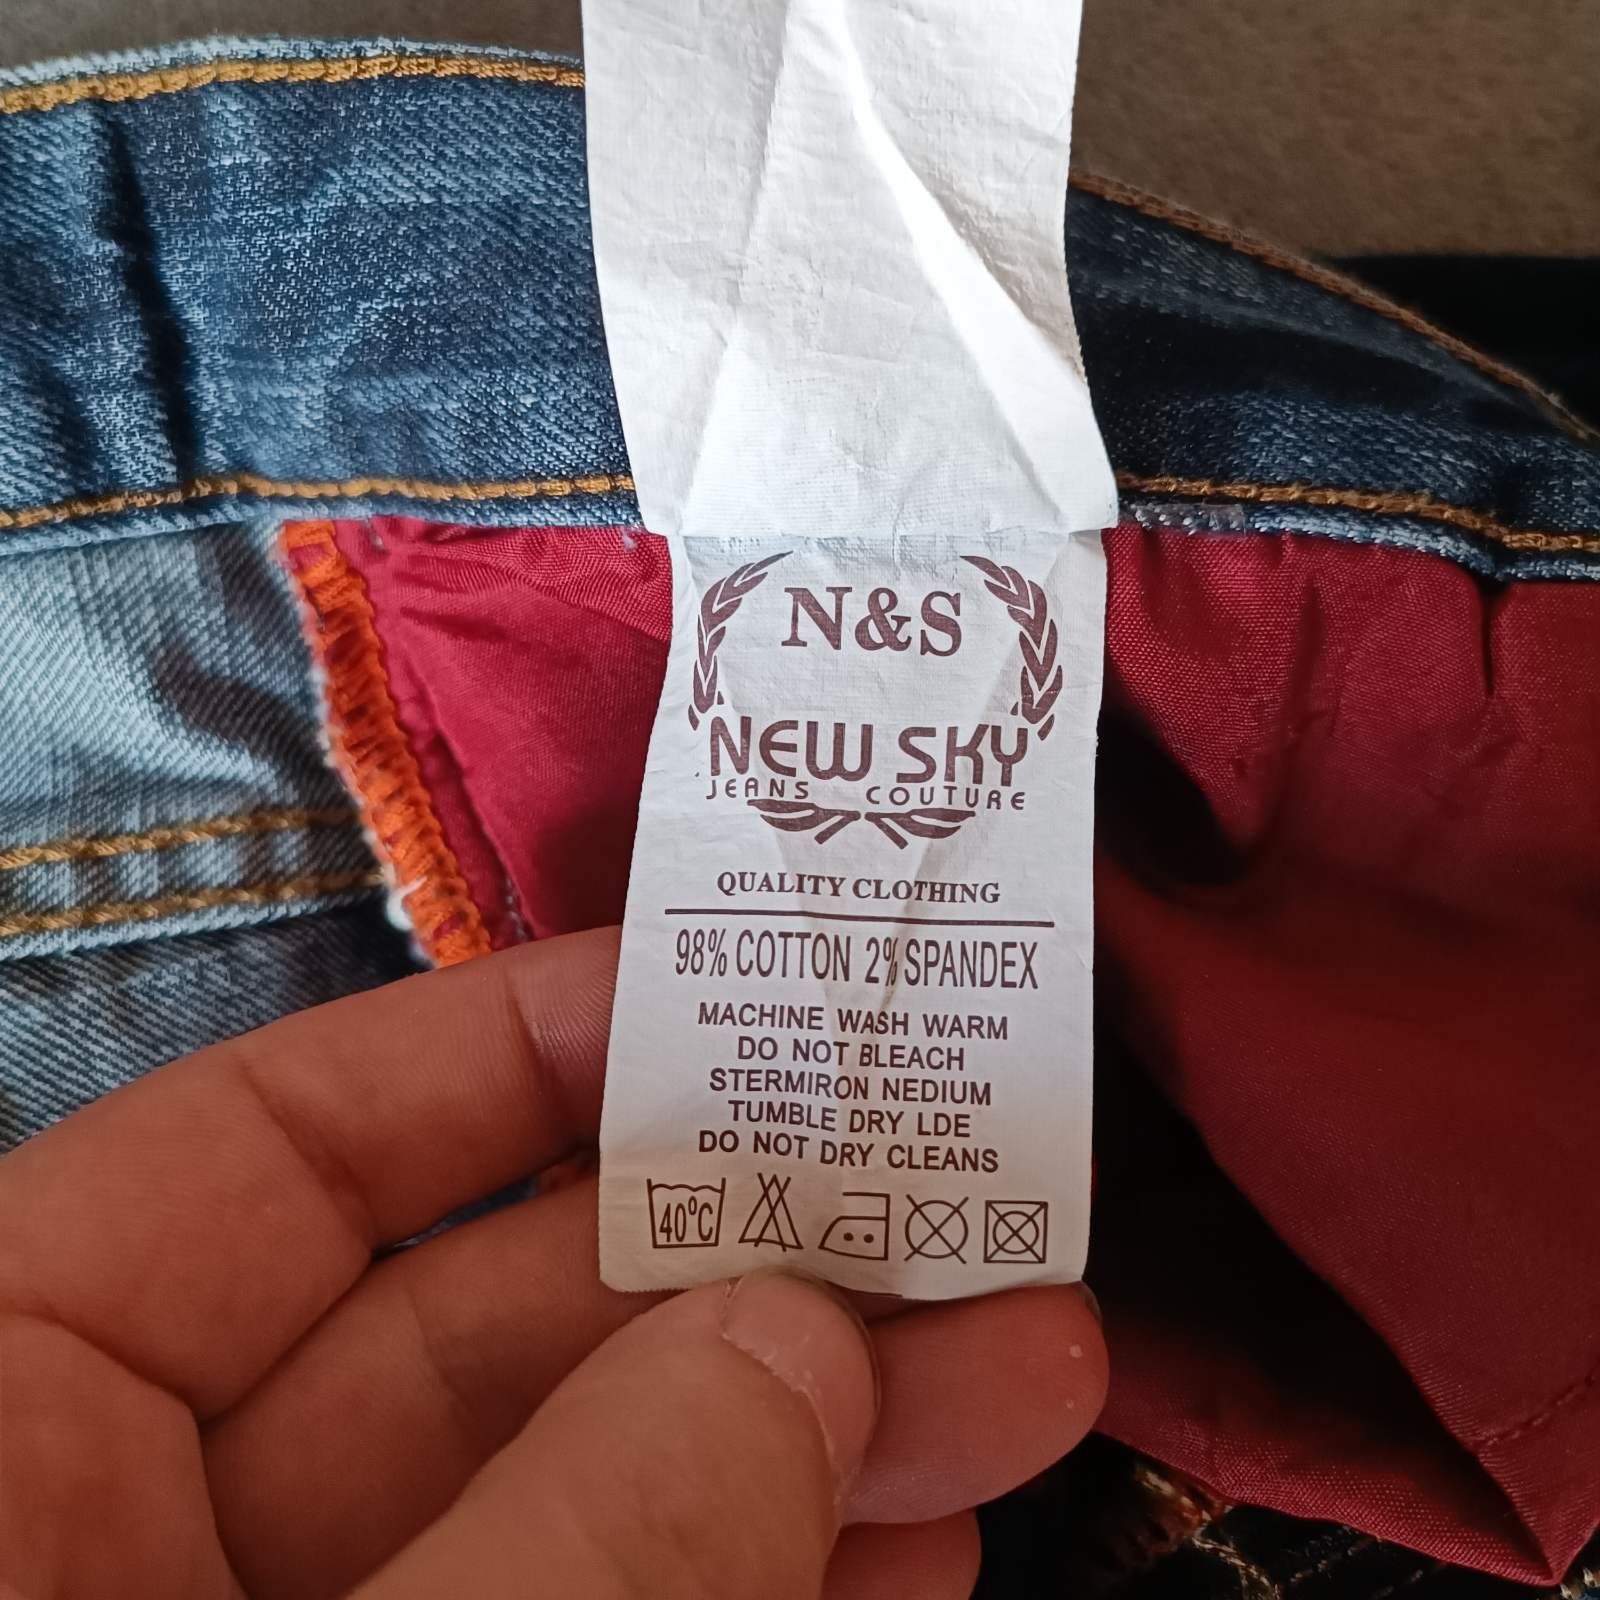 N&S
NEW SKY
JEANS COUTURE
QUALITY CLOTHING
98% COTTON 2% SPANDEX
MACHINE WASH WARM
DO NOT BLEACH
STERMIRON NEDIUM
TUMBLE DRY LDE
DO NOT DRY CLEANS
40°C